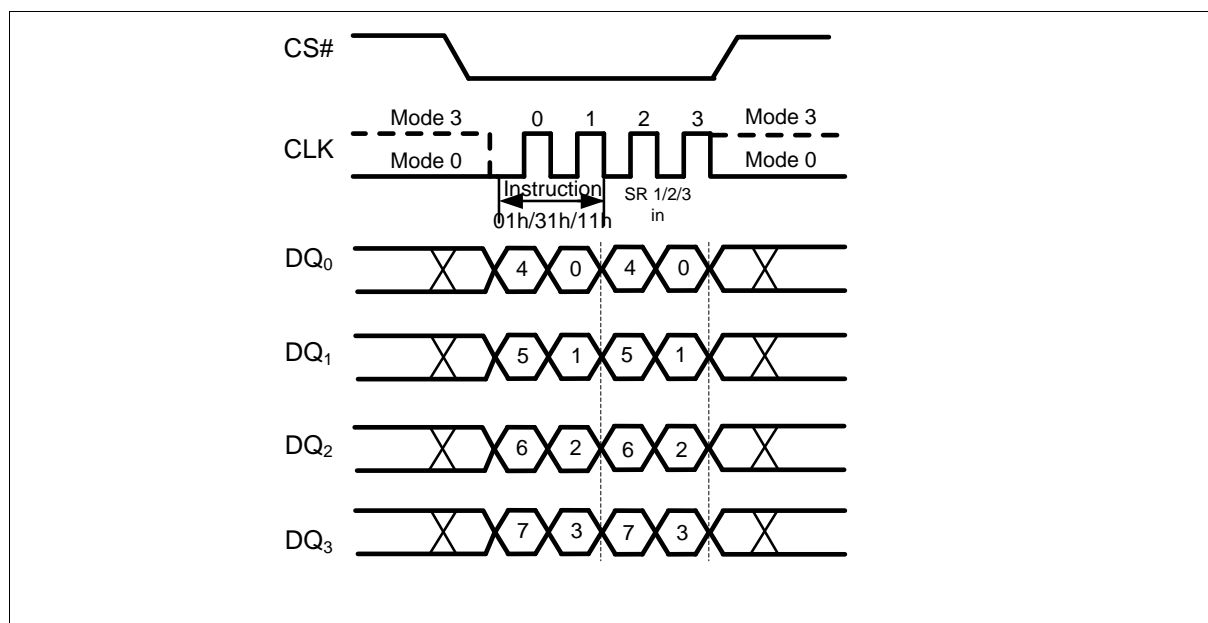 CS#
Mode 3 0 1 2 3 Mode 3
CLK
Mode 0 Mode 0
Instruction SR 1/2/3
01h/31h/11h in
DQ0 4 0 4 0
DQ1 5 1 5 1
DQ2 6 2 6 2
DQ3 7 3 7 3